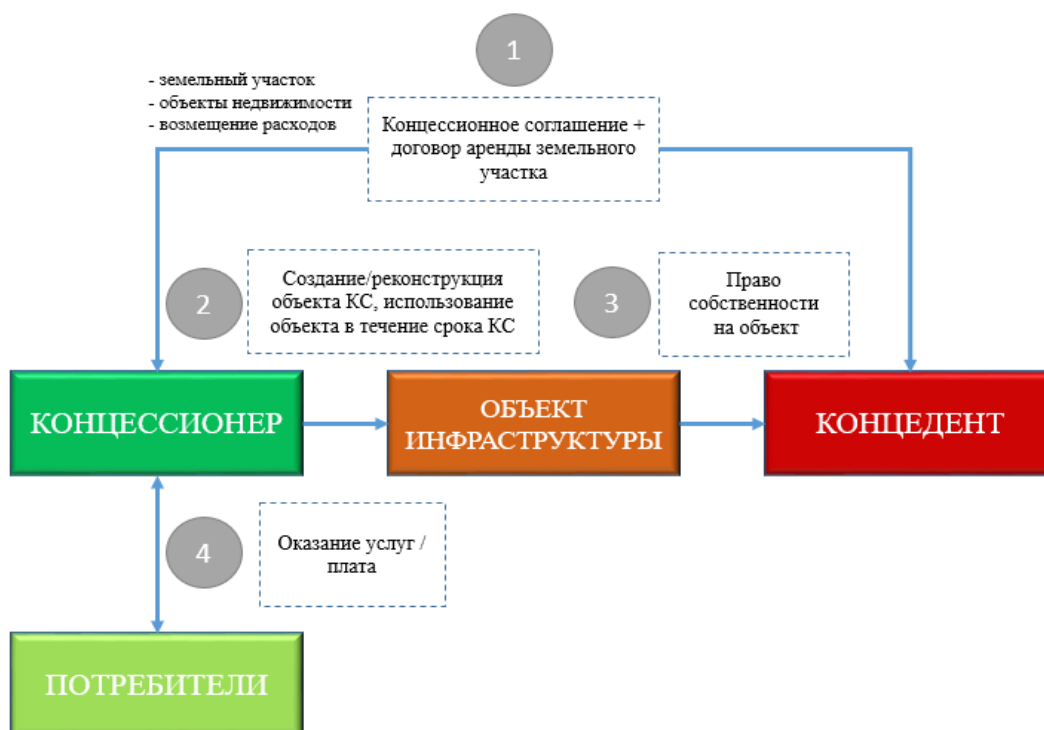 1
- земельный участок
- объекты недвижимости
- возмещение расходов
Концессионное соглашение +
договор аренды земельного
участка
2
Создание/реконструкция
объекта КС, использование
объекта в течение срока КС
3
Право
собственности
на объект
КОНЦЕССИОНЕР
ОБЪЕКТ
ИНФРАСТРУКТУРЫ
КОНЦЕДЕНТ
4
Оказание услуг /
плата
ПОТРЕБИТЕЛИ